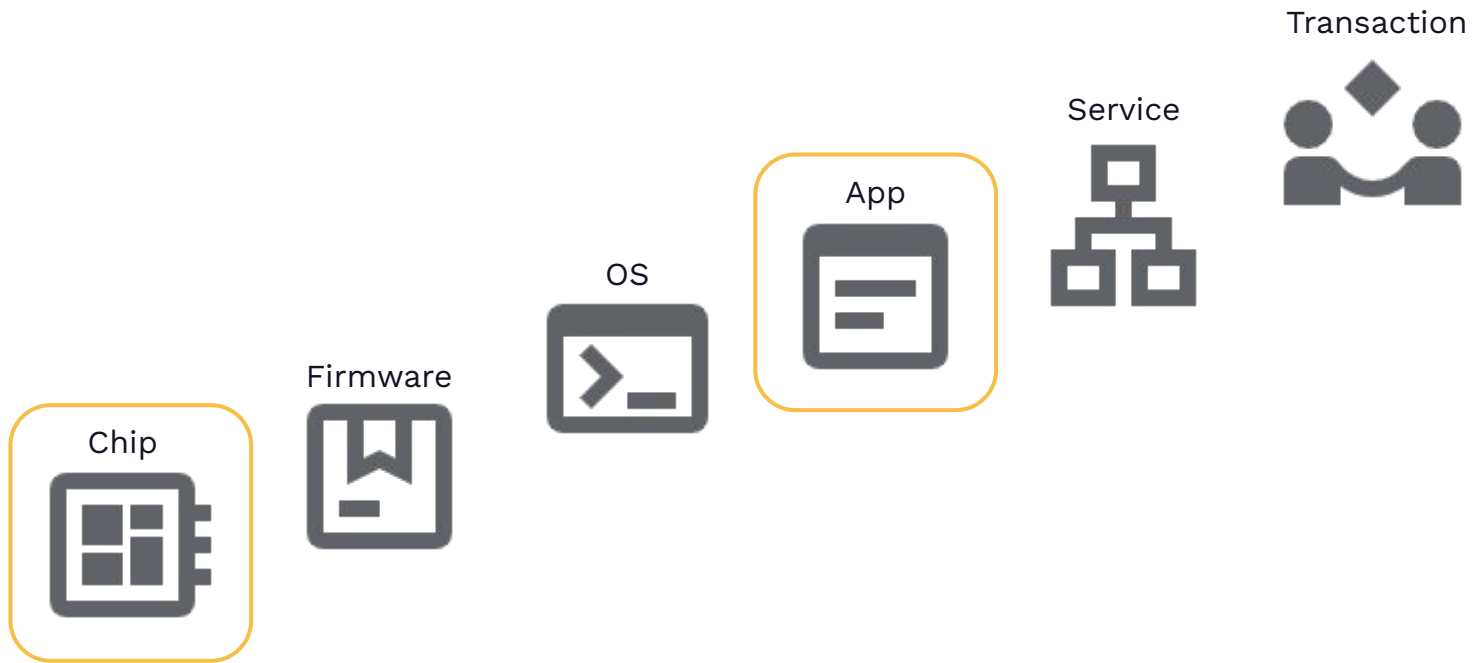 Transaction
Service
App
OS
Firmware
Chip